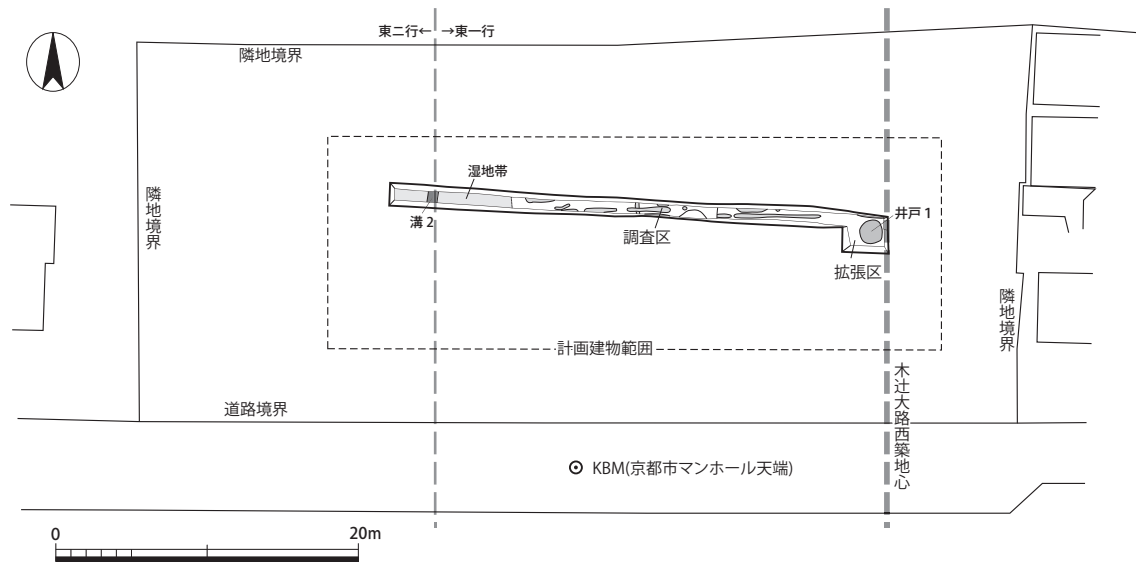 東二行← →東一行
隣地境界
湿地帯
隣地境界
溝 2
井戸 1
調査区
拡張区
隣地境界
計画建物範囲
木辻大路西築地心
道路境界
KBM(京都市マンホール天端)
0
20m